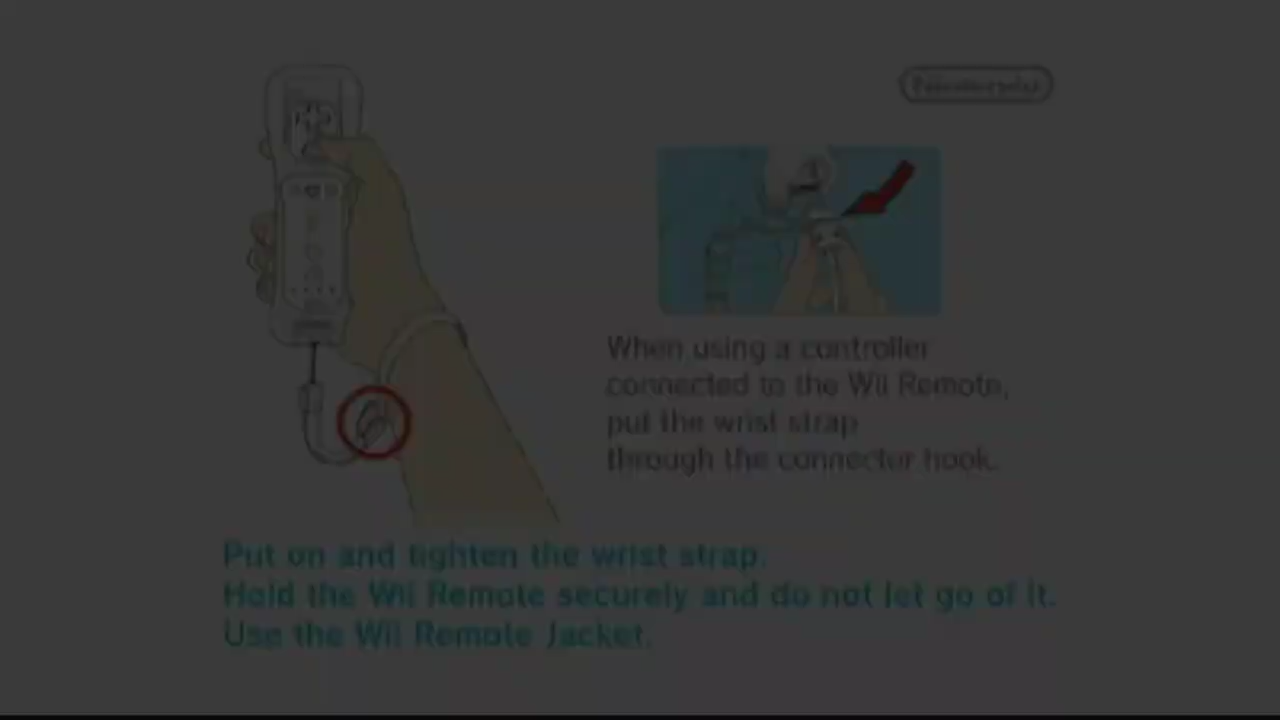 Nintendo
When using a controller
connected to the Wii Remote,
put the wrist strap
through the connector hook.
Put on and tighten the wrist strap.
Hold the Wii Remote securely and do not let go of it.
Use the Wii Remote Jacket.